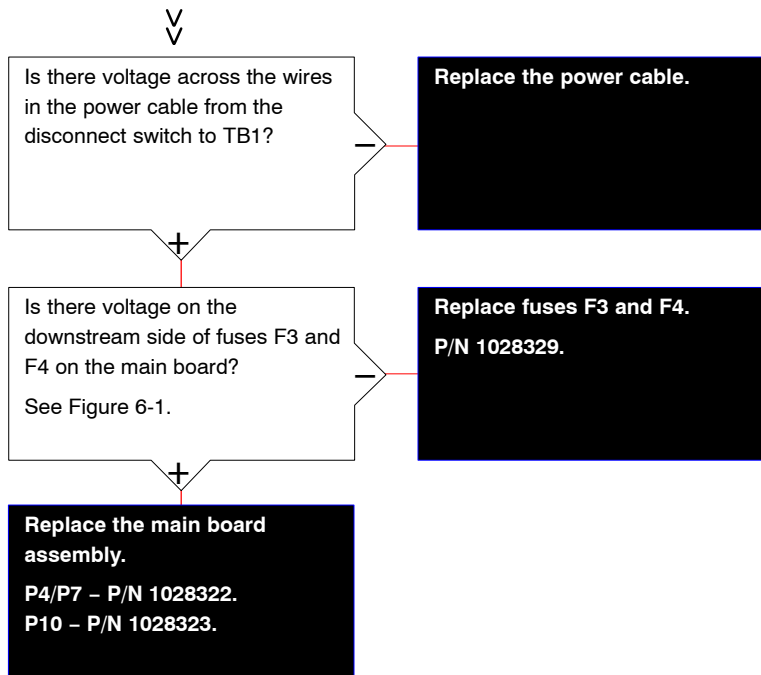 Is there voltage across the wires
in the power cable from the
disconnect switch to TB1?
–
Replace the power cable.
+
Is there voltage on the
downstream side of fuses F3 and
F4 on the main board?
See Figure 6-1.
–
Replace fuses F3 and F4.
P/N 1028329.
+
Replace the main board
assembly.
P4/P7 – P/N 1028322.
P10 – P/N 1028323.